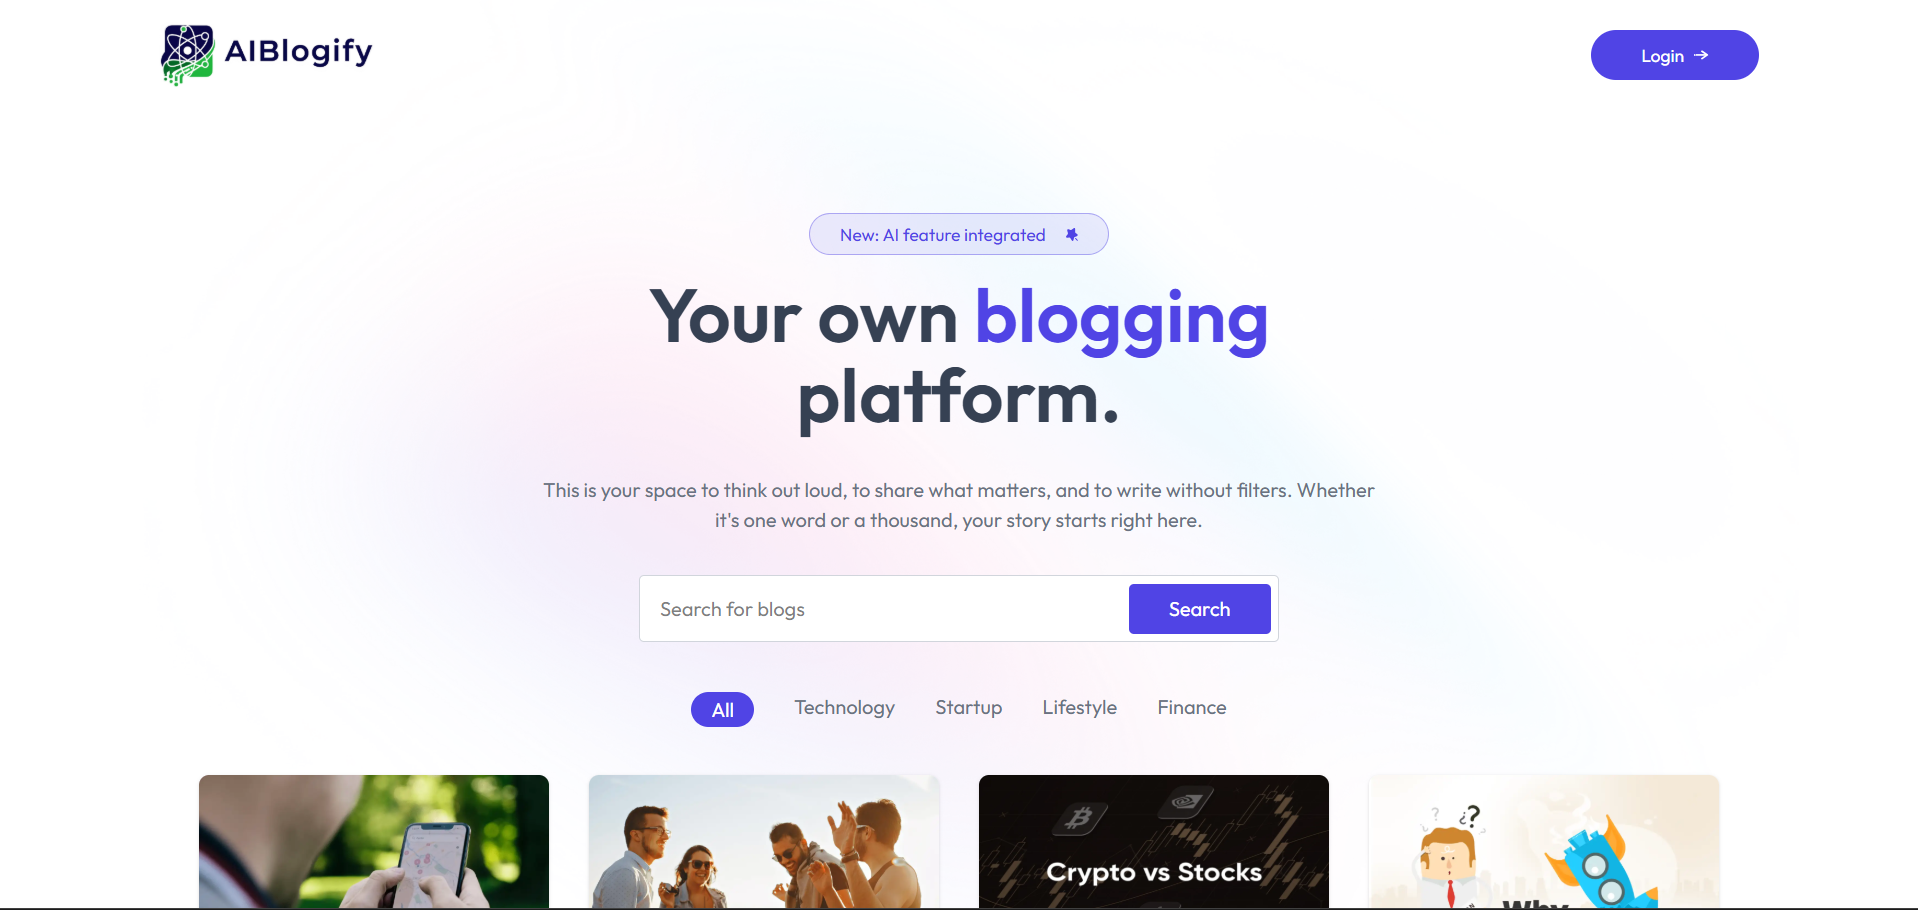 AIBlogify
Login →
New: AI feature integrated
Your own blogging
platform.
This is your space to think out loud, to share what matters, and to write without filters. Whether
it's one word or a thousand, your story starts right here.
Search for blogs
Search
All
Technology
Startup
Lifestyle
Finance
Crypto vs Stocks
? ?
Why